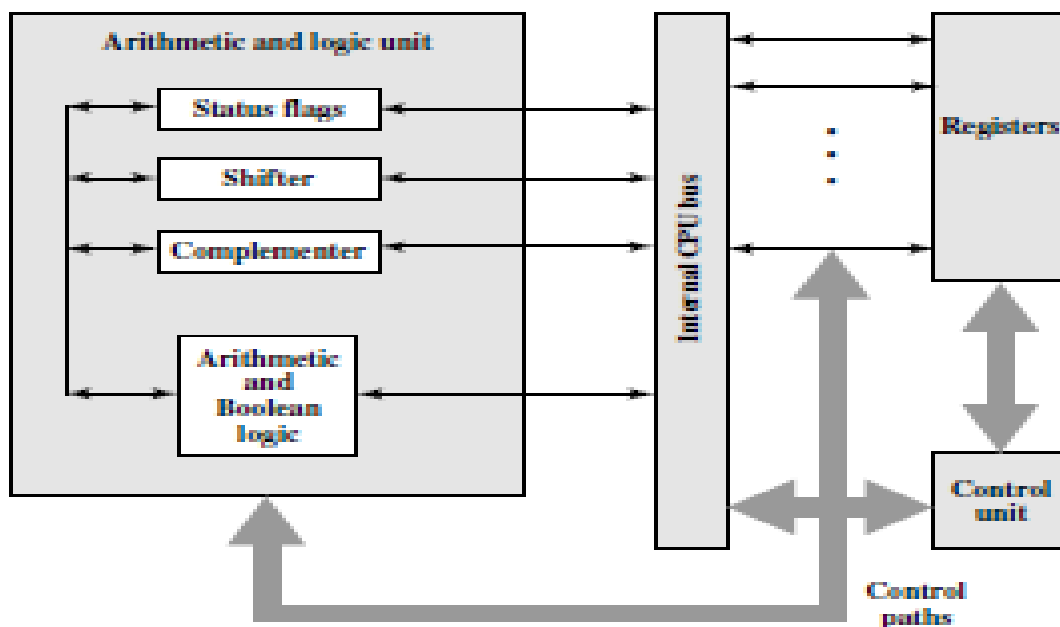 Arithmetic and logic unit
Status flags
Shifter
Complementer
Arithmetic
and
Boolean
logic
Internal CPU bus
Registers
Control
unit
Control
paths